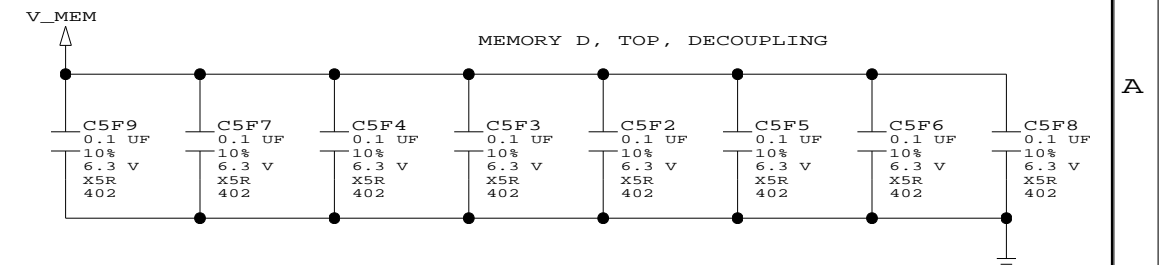 V_MEM
MEMORY D, TOP, DECOUPLING
A
C5F9
0.1 UF
10%
6.3 V
X5R
402
C5F7
0.1 UF
10%
6.3 V
X5R
402
C5F4
0.1 UF
10%
6.3 V
X5R
402
C5F3
0.1 UF
10%
6.3 V
X5R
402
C5F2
0.1 UF
10%
6.3 V
X5R
402
C5F5
0.1 UF
10%
6.3 V
X5R
402
C5F6
0.1 UF
10%
6.3 V
X5R
402
C5F8
0.1 UF
10%
6.3 V
X5R
402